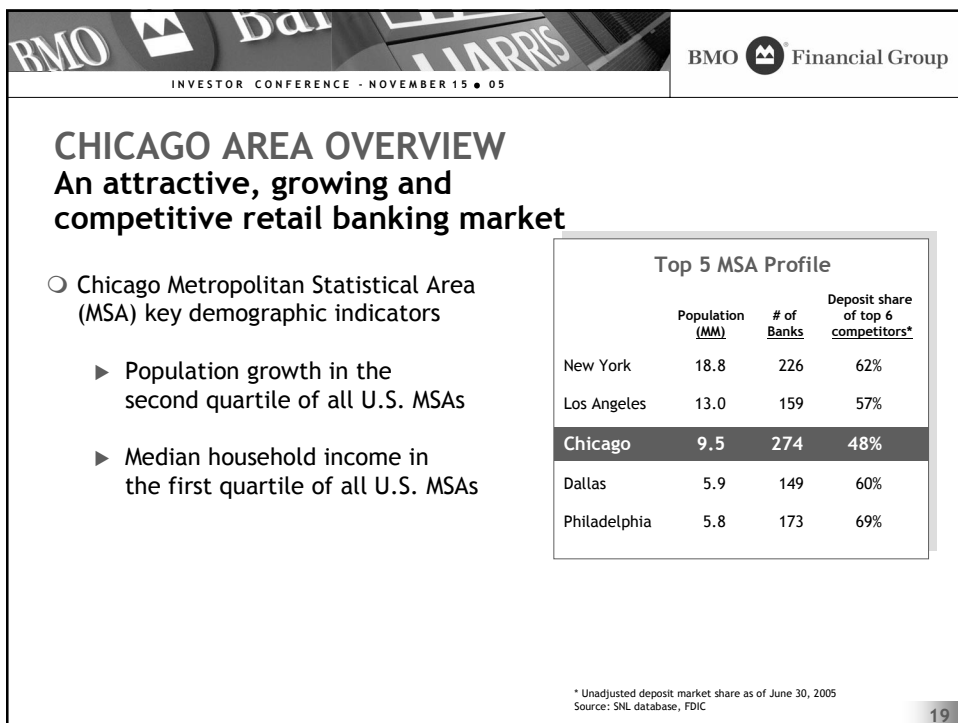 BMO
Ban
HARRIS
BMO Financial Group
INVESTOR CONFERENCE - NOVEMBER 15 ● 05
CHICAGO AREA OVERVIEW
An attractive, growing and
competitive retail banking market
Chicago Metropolitan Statistical Area
(MSA) key demographic indicators
Population growth in the
second quartile of all U.S. MSAs
Median household income in
the first quartile of all U.S. MSAs
Top 5 MSA Profile
Population (MM) # of Banks Deposit share of top 6 competitors*
New York 18.8 226 62%
Los Angeles 13.0 159 57%
Chicago 9.5 274 48%
Dallas 5.9 149 60%
Philadelphia 5.8 173 69%
* Unadjusted deposit market share as of June 30, 2005
Source: SNL database, FDIC
19